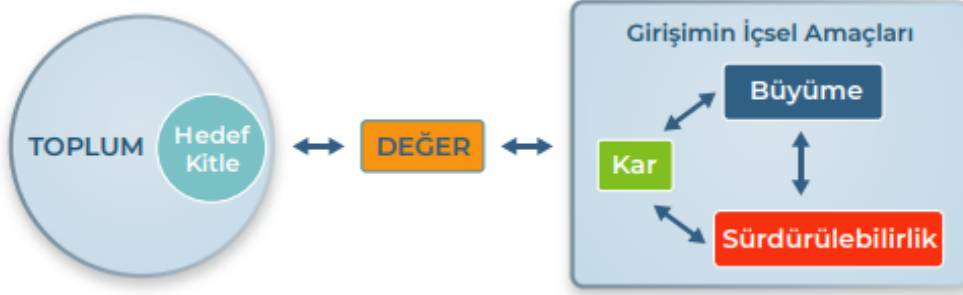 TOPLUM
Hedef
Kitle
DEĞER
Girişimin İçsel Amaçları
Büyüme
Kar
Sürdürülebilirlik